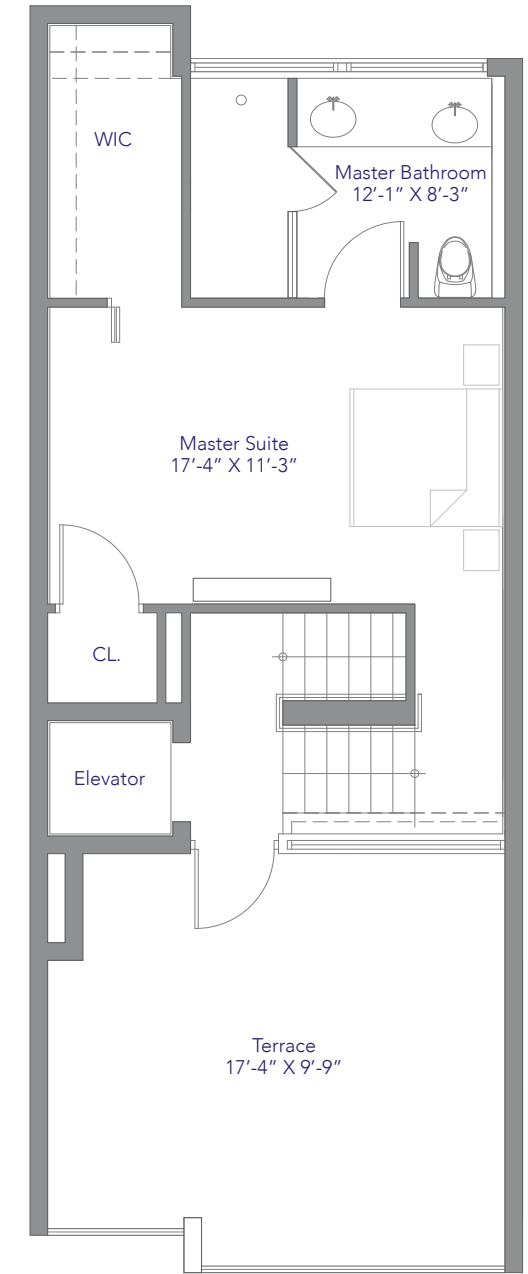 WIC
Master Bathroom
12’-1” X 8’-3”
Master Suite
17’-4” X 11’-3”
CL.
Elevator
Terrace
17’-4” X 9’-9”